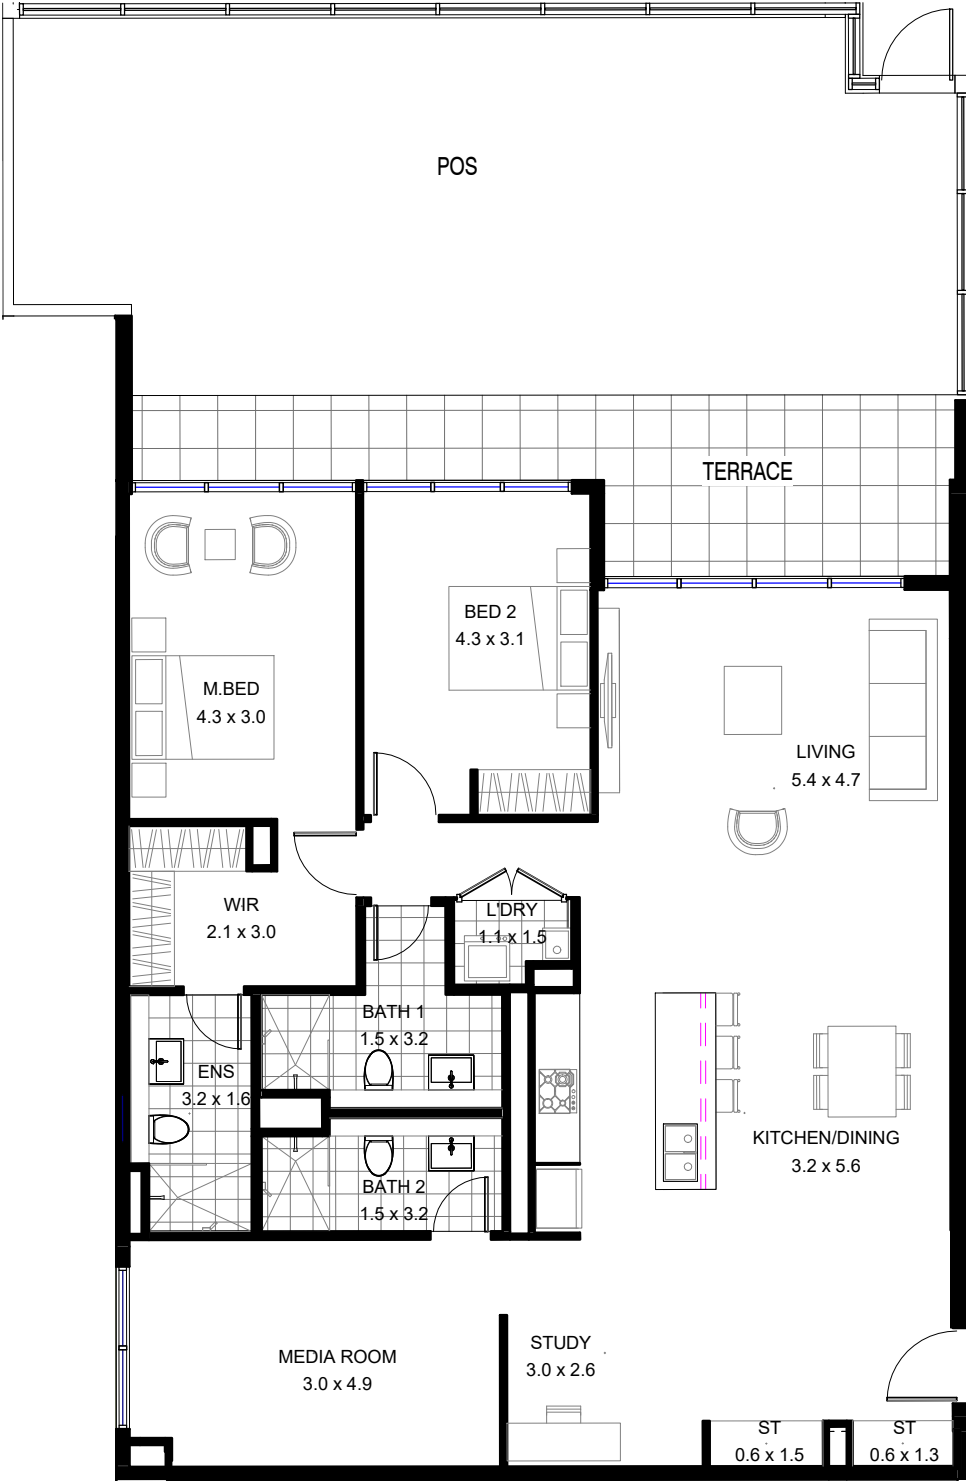 POS
TERRACE
BED 2
4.3 x 3.1
M.BED
4.3 x 3.0
LIVING
5.4 x 4.7
WIR
2.1 x 3.0
L'DRY
1.1 x 1.5
BATH 1
1.5 x 3.2
ENS
3.2 x 1.6
KITCHEN/DINING
3.2 x 5.6
BATH 2
1.5 x 3.2
MEDIA ROOM
3.0 x 4.9
STUDY
3.0 x 2.6
ST
0.6 x 1.5
ST
0.6 x 1.3